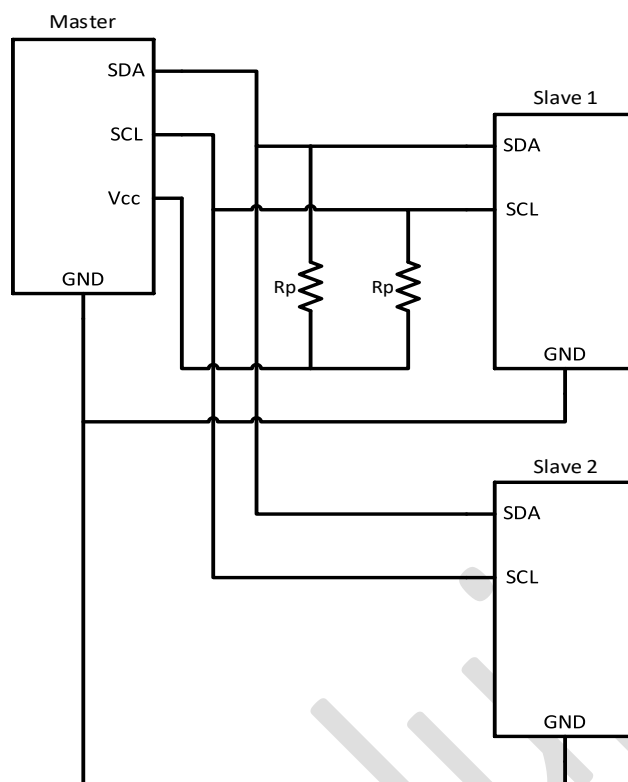 Master
SDA
SCL
Vcc
GND
Slave 1
SDA
SCL
GND
Rp
Rp
Slave 2
SDA
SCL
GND